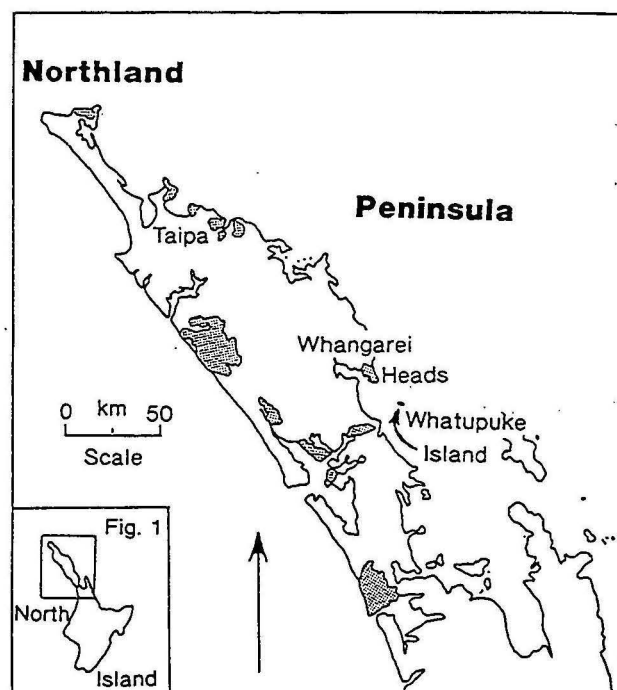 Northland
Peninsula
Taipa
Whangarei
Heads
0 km 50
Scale
Whatupuke
Island
Fig. 1
North
Island